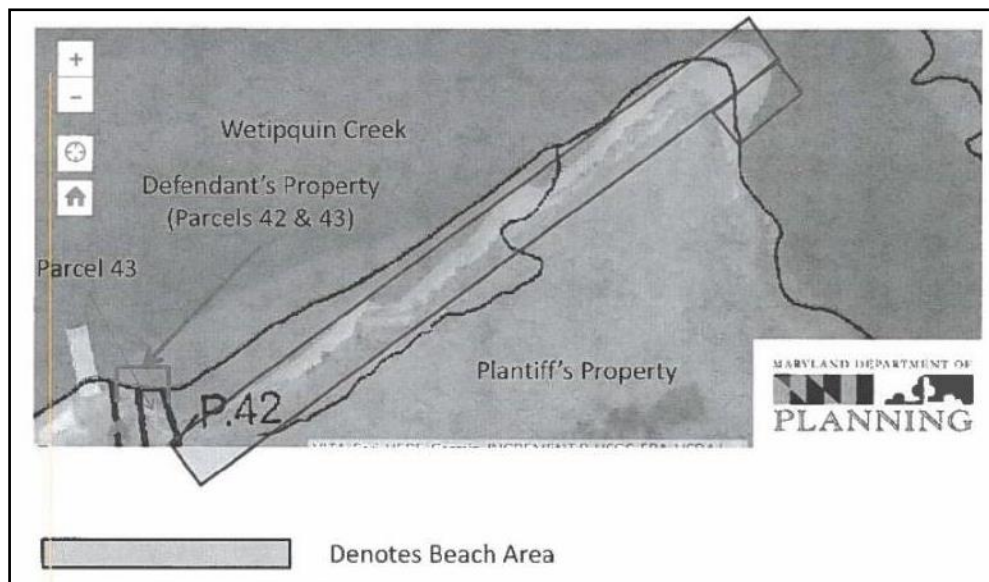 +
−
Wetipquin Creek
Defendant's Property
(Parcels 42 & 43)
Parcel 43
P.42
Plantiff's Property
MARYLAND DEPARTMENT OF
PLANNING
Denotes Beach Area